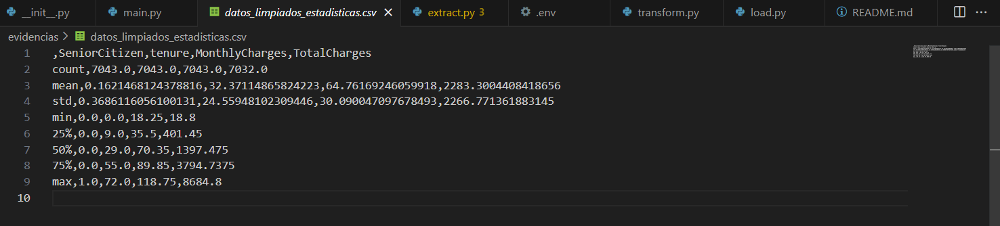 __init__.py main.py datos_limpiados_estadisticas.csv extract.py 3 .env transform.py load.py README.md
evidencias > datos_limpiados_estadisticas.csv
1 ,SeniorCitizen,tenure,MonthlyCharges,TotalCharges
2 count,7043.0,7043.0,7043.0,7032.0
3 mean,0.1621468124378816,32.37114865824223,64.76169246059918,2283.3004408418656
4 std,0.3686116056100131,24.55948102309446,30.090047097678493,2266.771361883145
5 min,0.0,0.0,18.25,18.8
6 25%,0.0,9.0,35.5,401.45
7 50%,0.0,29.0,70.35,1397.475
8 75%,0.0,55.0,89.85,3794.7375
9 max,1.0,72.0,118.75,8684.8
10